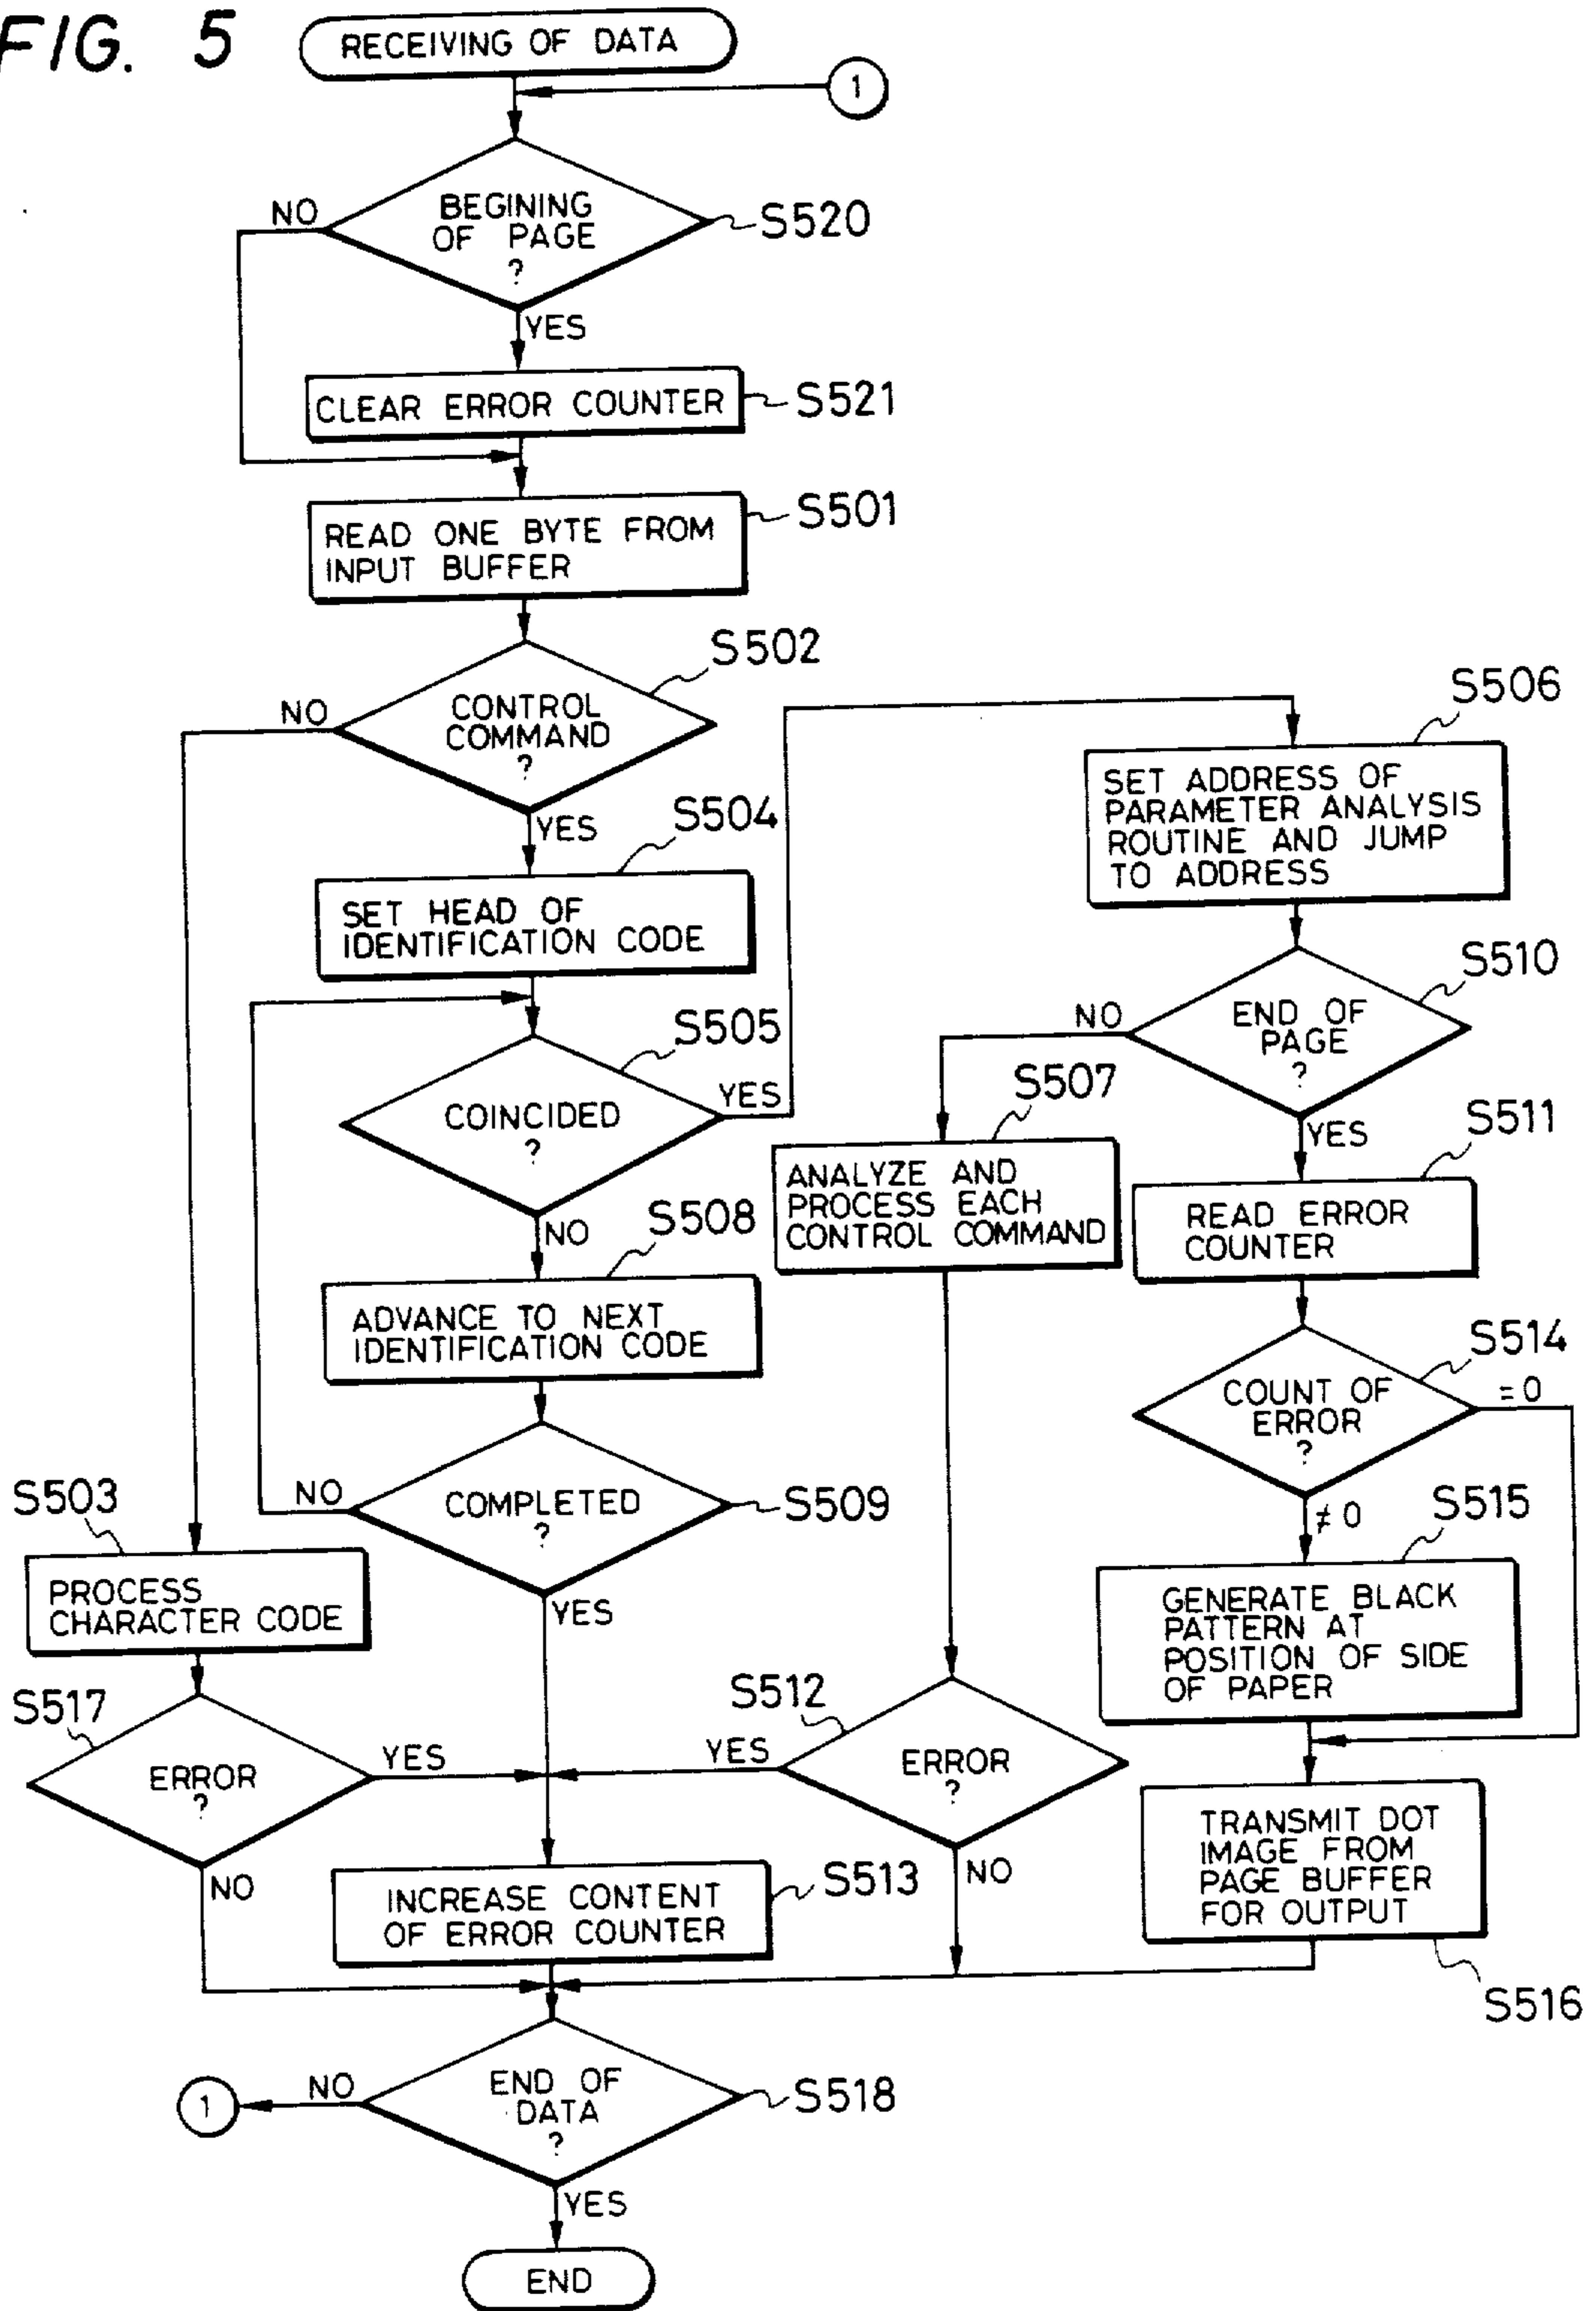 FIG. 5
RECEIVING OF DATA
1
BEGINING
OF PAGE
?
NO
S520
YES
CLEAR ERROR COUNTER
S521
READ ONE BYTE FROM
INPUT BUFFER
S501
S502
CONTROL
COMMAND
?
NO
YES
S504
SET HEAD OF
IDENTIFICATION CODE
S505
COINCIDED
?
YES
NO
S508
ADVANCE TO NEXT
IDENTIFICATION CODE
COMPLETED
?
NO
S509
YES
S503
PROCESS
CHARACTER CODE
S517
ERROR
?
YES
NO
S506
SET ADDRESS OF
PARAMETER ANALYSIS
ROUTINE AND JUMP
TO ADDRESS
S510
END OF
PAGE
?
NO
YES
S507
ANALYZE AND
PROCESS EACH
CONTROL COMMAND
S511
READ ERROR
COUNTER
S514
COUNT OF
ERROR
?
=0
≠0
S515
GENERATE BLACK
PATTERN AT
POSITION OF SIDE
OF PAPER
S512
ERROR
?
YES
NO
TRANSMIT DOT
IMAGE FROM
PAGE BUFFER
FOR OUTPUT
S516
INCREASE CONTENT
OF ERROR COUNTER
S513
END OF
DATA
?
NO
1
S518
YES
END